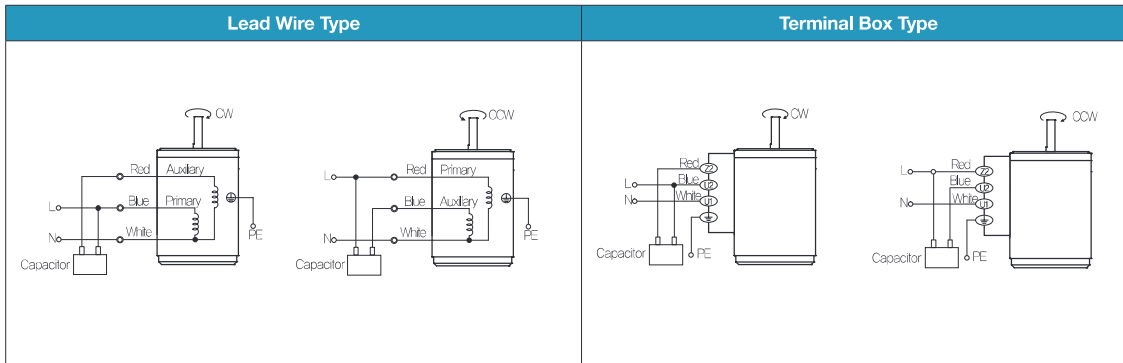 Lead Wire Type
Terminal Box Type
CW
Red Auxiliary
L Blue Primary
N White
PE
Capacitor
CCW
L Red Primary
Blue Auxiliary
N White
PE
Capacitor
CW
Red Z2
L Blue U2
N White U1
PE
Capacitor
CCW
L Red Z2
Blue U2
N White U1
PE
Capacitor